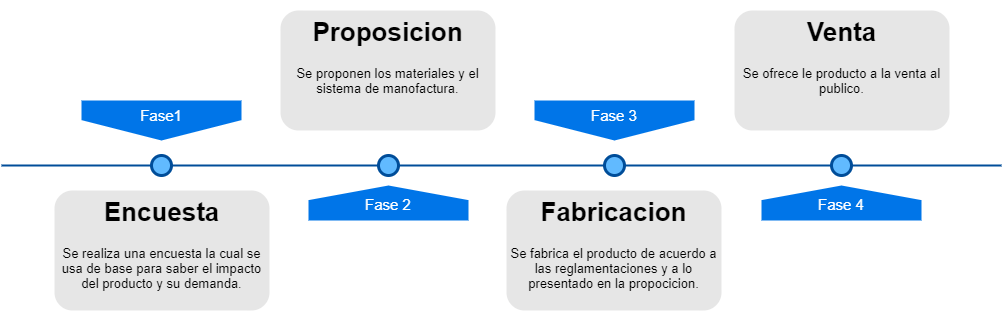 Fase1
Encuesta
Se realiza una encuesta la cual se
usa de base para saber el impacto
del producto y su demanda.
Proposicion
Se proponen los materiales y el
sistema de manofactura.
Fase 2
Fase 3
Fabricacion
Se fabrica el producto de acuerdo a
las reglamentaciones y a lo
presentado en la propocicion.
Venta
Se ofrece le producto a la venta al
publico.
Fase 4